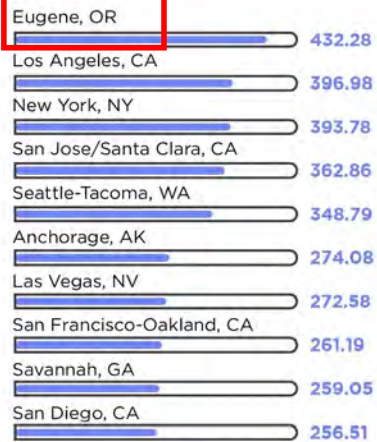 Eugene, OR
432.28
Los Angeles, CA
396.98
New York, NY
393.78
San Jose/Santa Clara, CA
362.86
Seattle-Tacoma, WA
348.79
Anchorage, AK
274.08
Las Vegas, NV
272.58
San Francisco-Oakland, CA
261.19
Savannah, GA
259.05
San Diego, CA
256.51